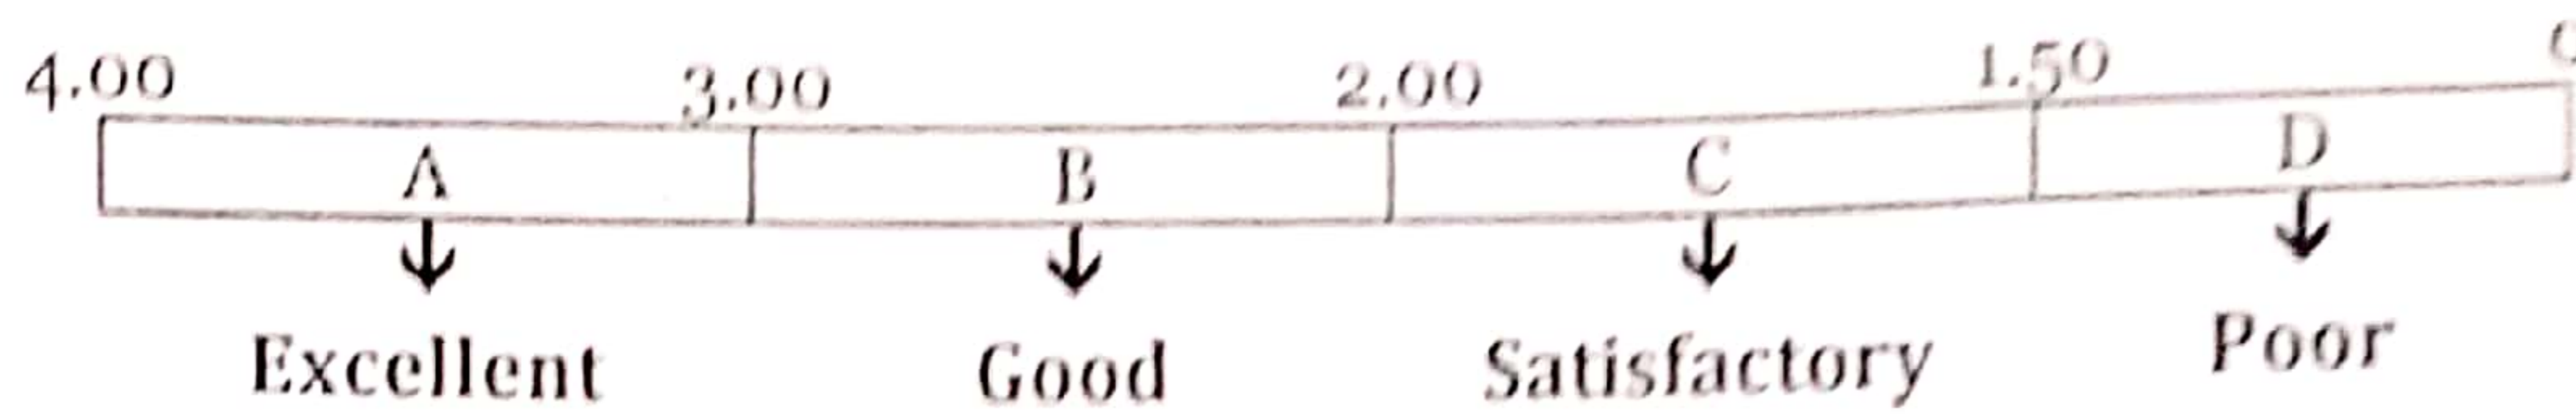 4.00 3.00 2.00 1.50
A B C D
Excellent Good Satisfactory Poor